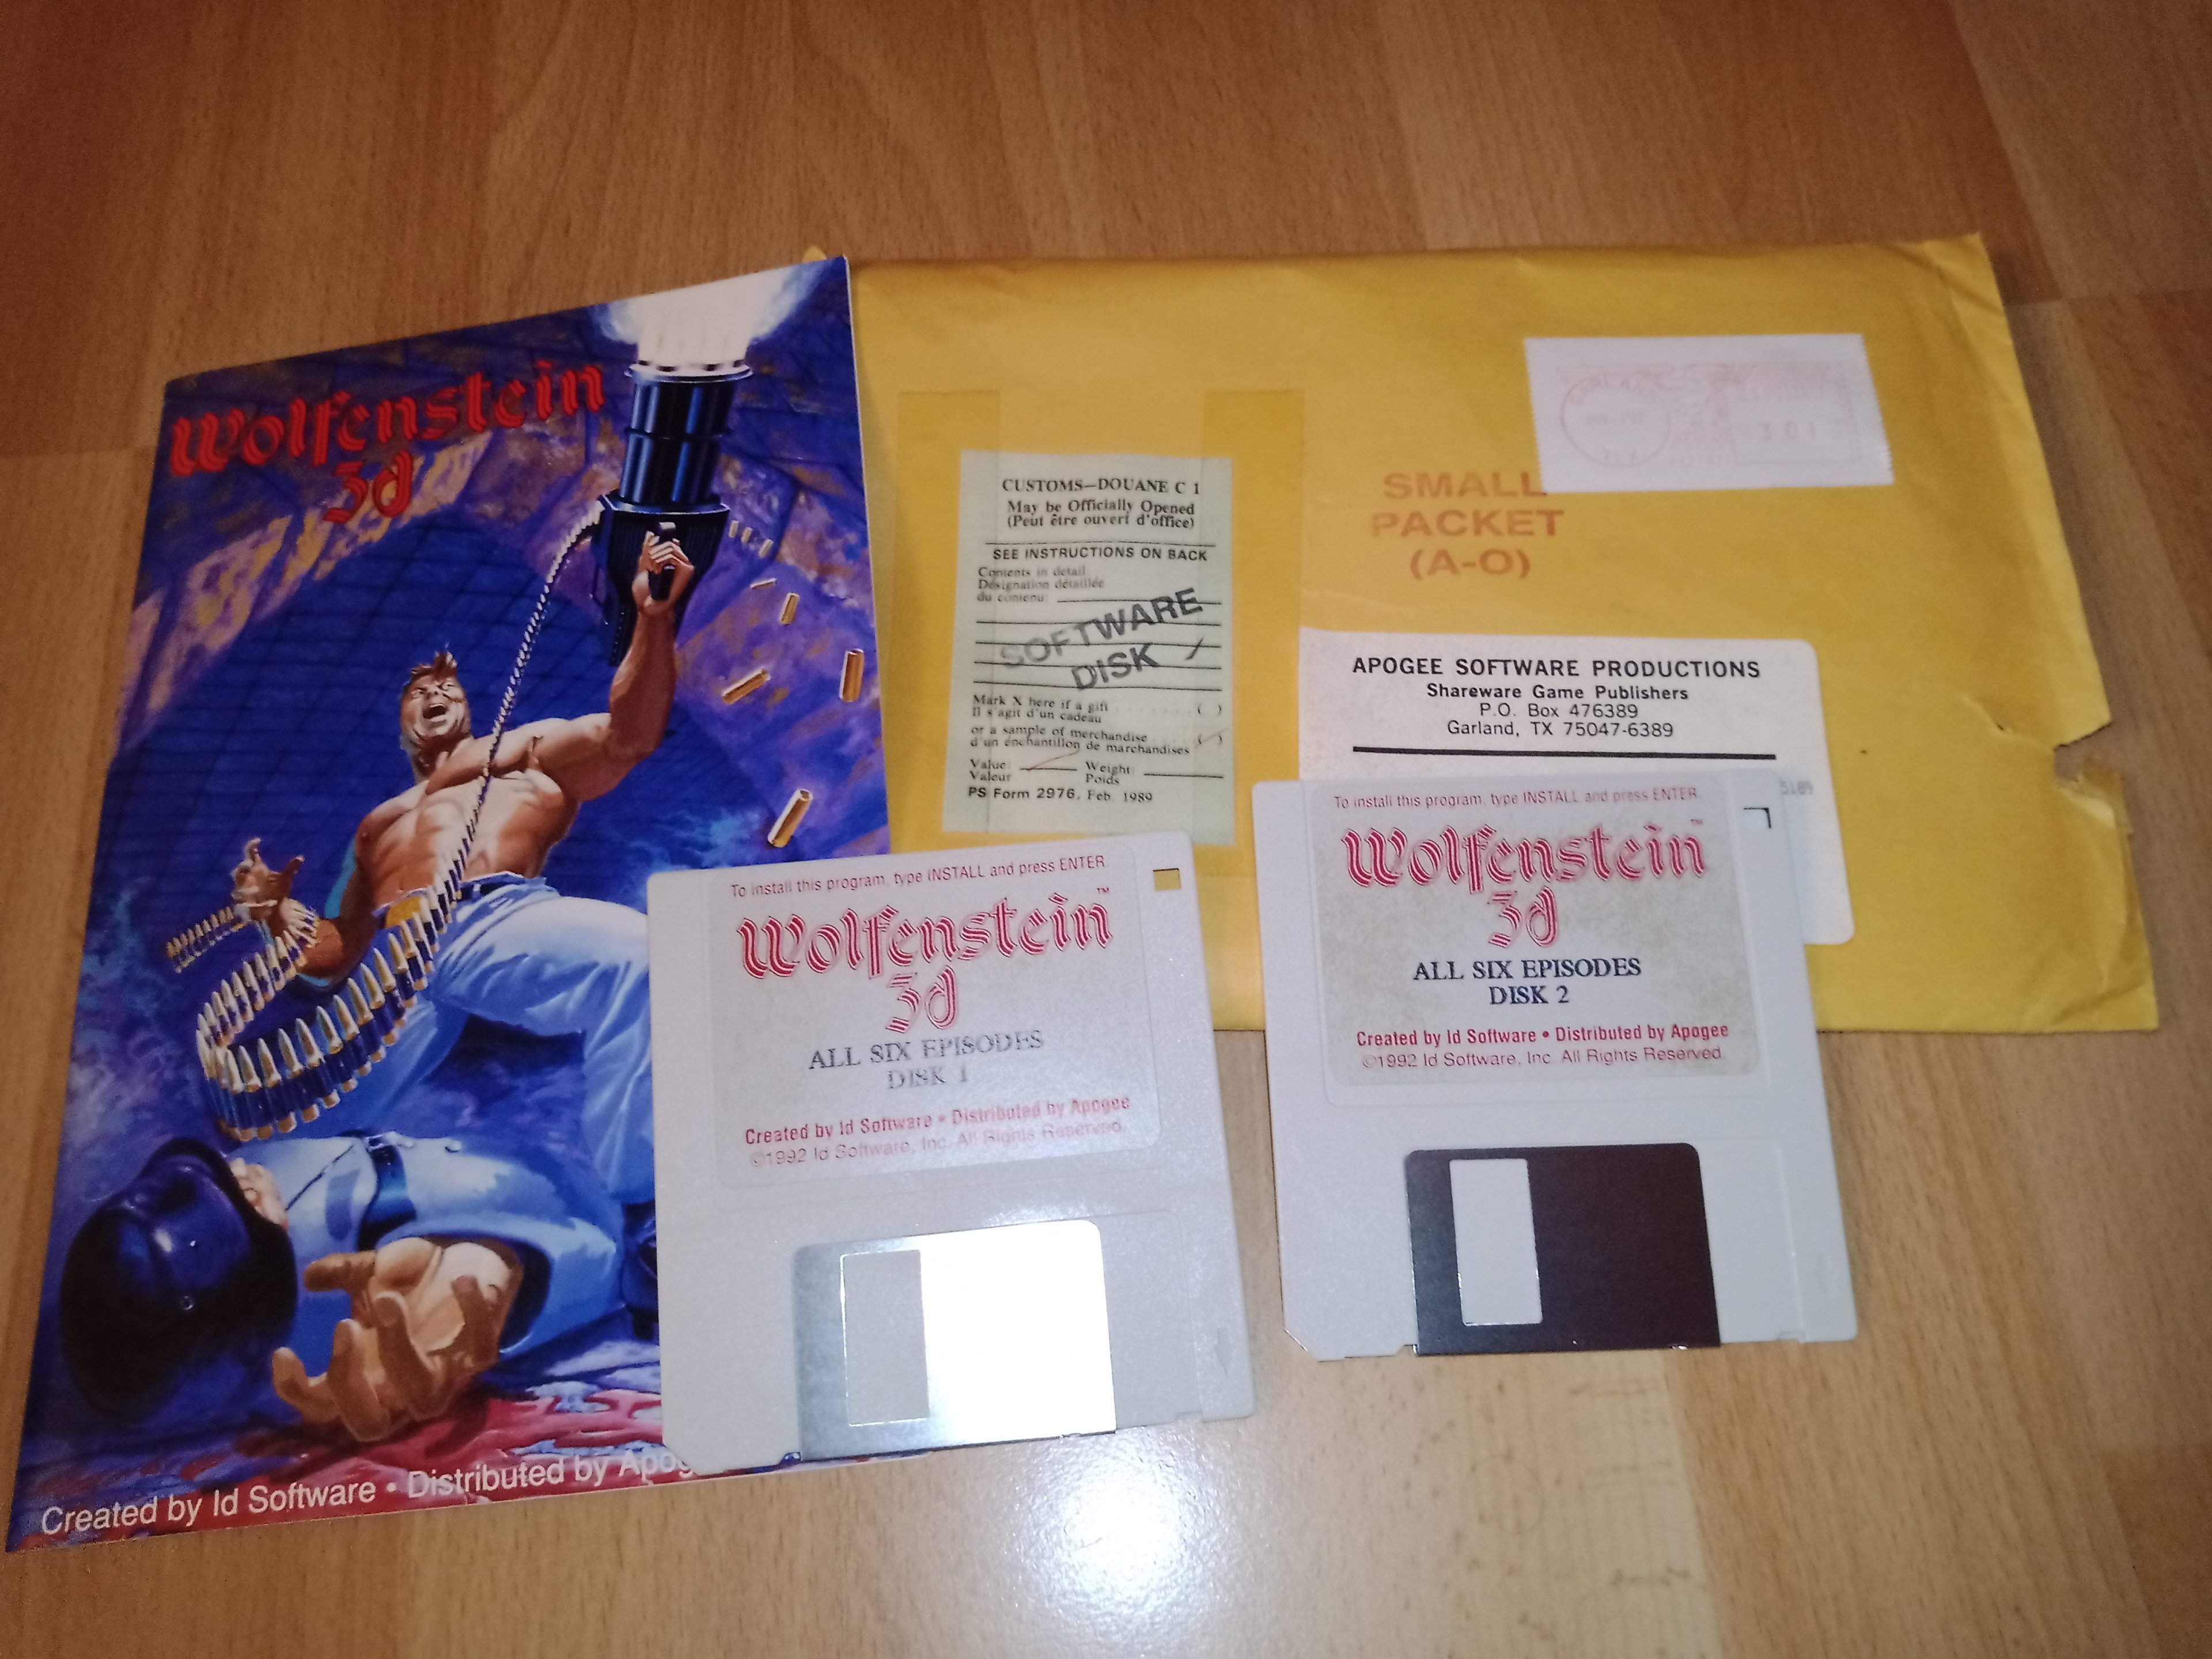 Wolfenstein
3d
Created by Id Software • Distributed by Apog
CUSTOMS—DOUANE C 1
May be Officially Opened
(Peut être ouvert d'office)
SEE INSTRUCTIONS ON BACK
Contents in detail:
Désignation détaillée
du contenu:
SOFTWARE
DISK
Mark X here if a gift ( )
Il s'agit d'un cadeau
or a sample of merchandise ( )
d'un échantillon de marchandises
Value: Weight:
Valeur Poids
PS Form 2976, Feb. 1989
SMALL
PACKET
(A-O)
GARLAND
301
APOGEE SOFTWARE PRODUCTIONS
Shareware Game Publishers
P.O. Box 476389
Garland, TX 75047-6389
To install this program, type INSTALL and press ENTER.
Wolfenstein™
3d
ALL SIX EPISODES
DISK 1
Created by Id Software • Distributed by Apogee
©1992 Id Software, Inc. All Rights Reserved.
To install this program, type INSTALL and press ENTER.
Wolfenstein™
3d
ALL SIX EPISODES
DISK 2
Created by Id Software • Distributed by Apogee
©1992 Id Software, Inc. All Rights Reserved.